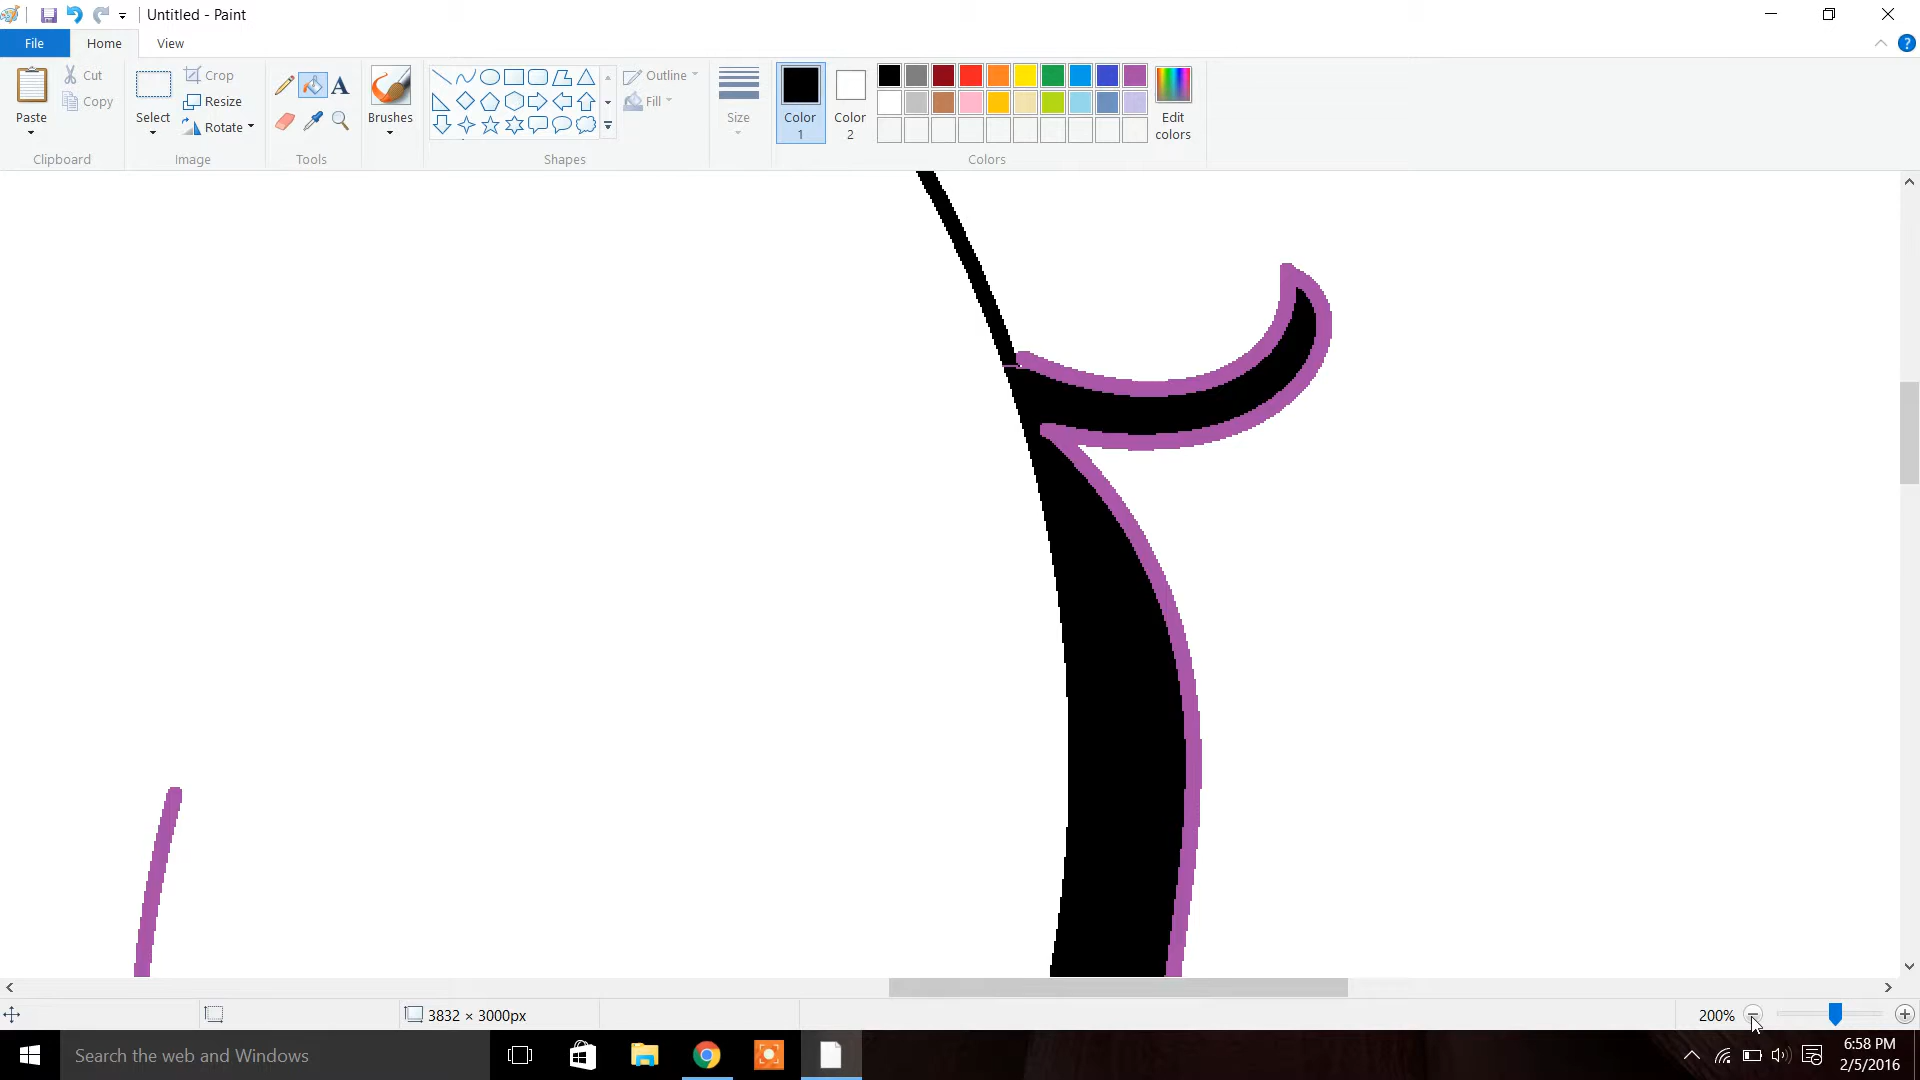 Untitled - Paint
File Home View
Paste Cut Copy
Clipboard
Select Crop Resize Rotate
Image
A
Tools
Brushes
Outline Fill
Shapes
Size
Color 1 Color 2
Edit colors
Colors
3832 × 3000px
200%
Search the web and Windows
6:58 PM
2/5/2016